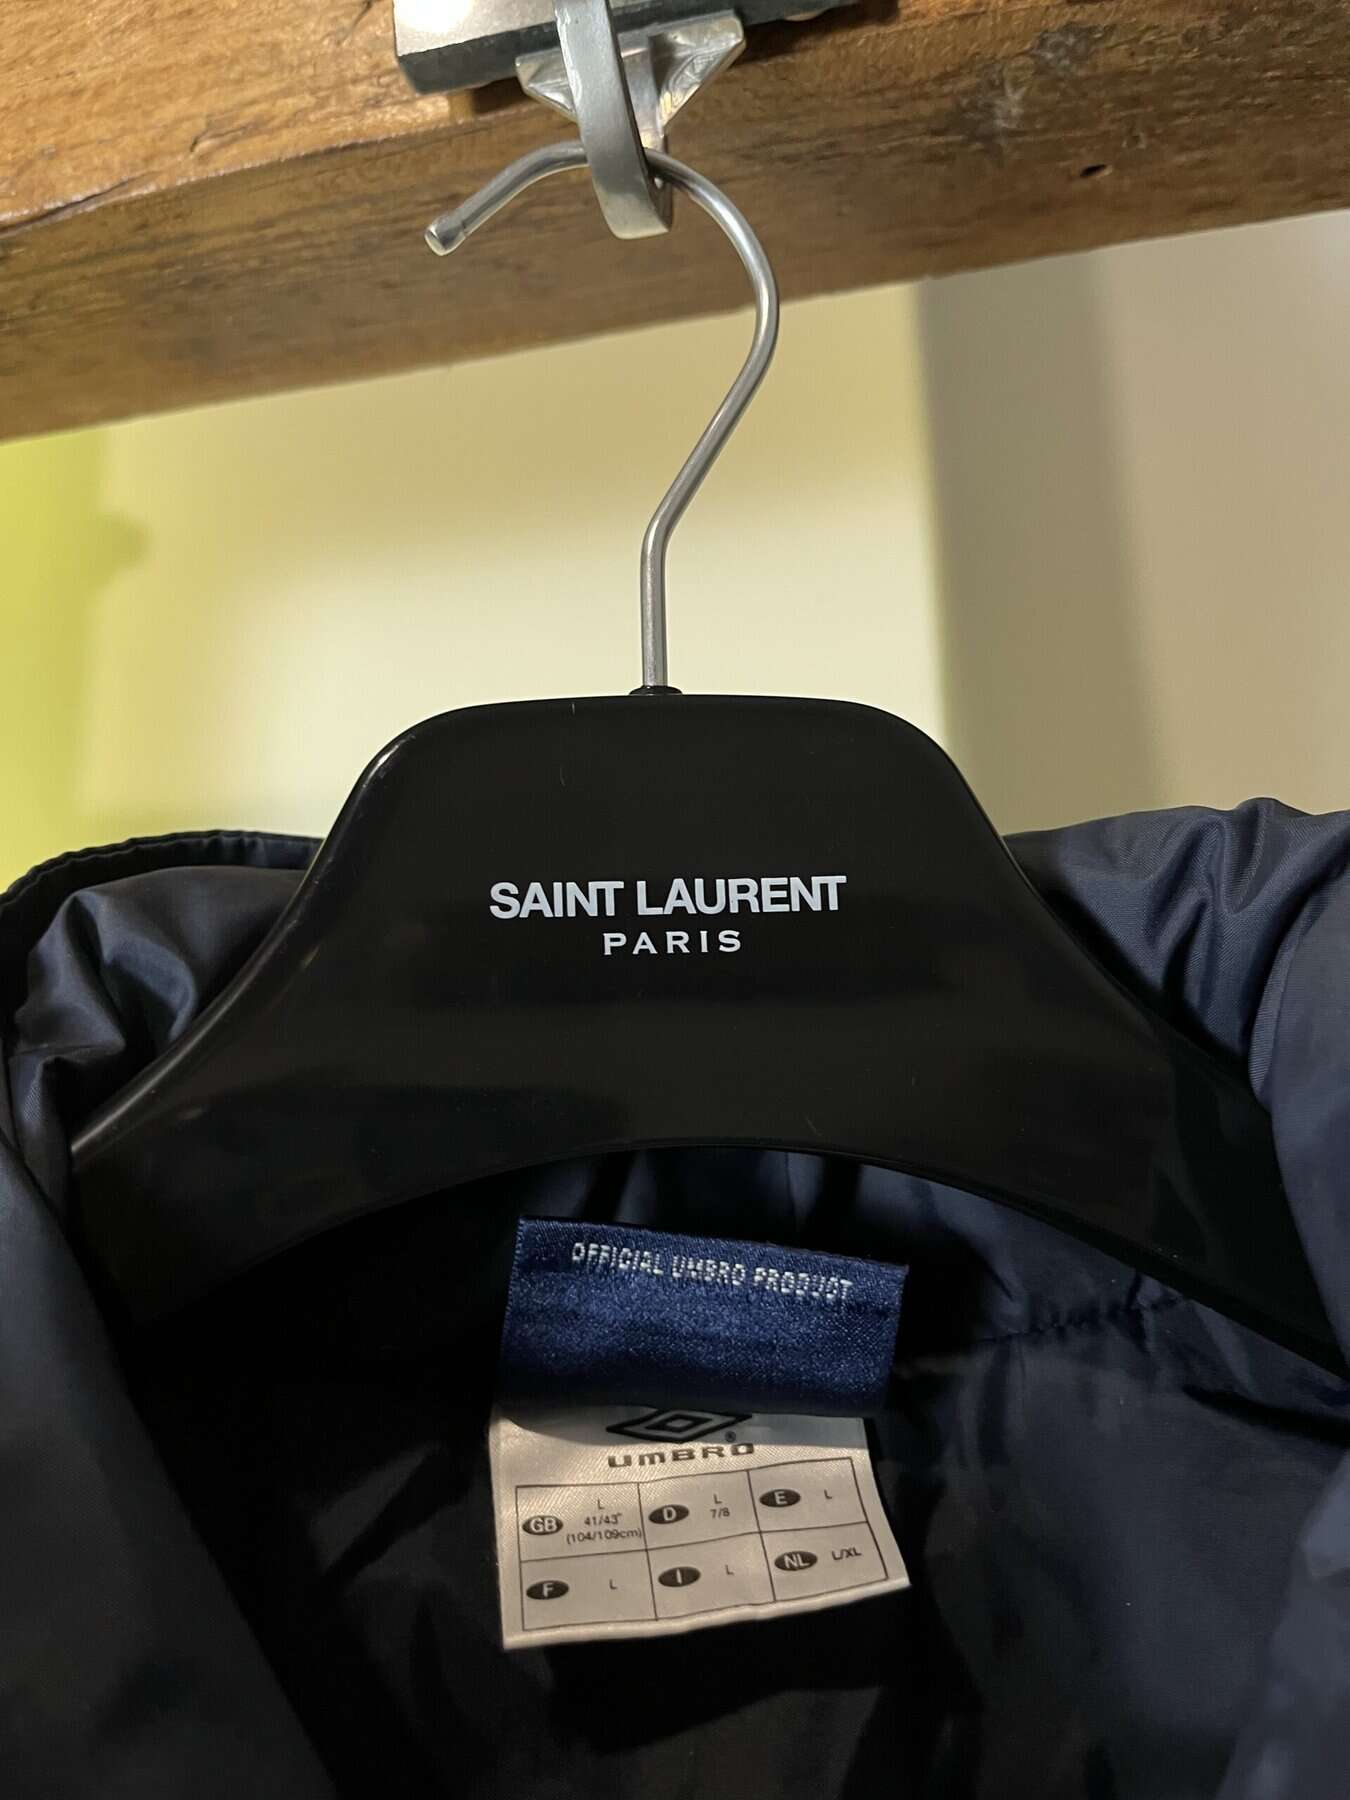 SAINT LAURENT
PARIS
OFFICIAL UMBRO PRODUCT
UMBRO®
GB L 41/43" (104/109cm)
D L 7/8
E L
F L
I L
NL L/XL